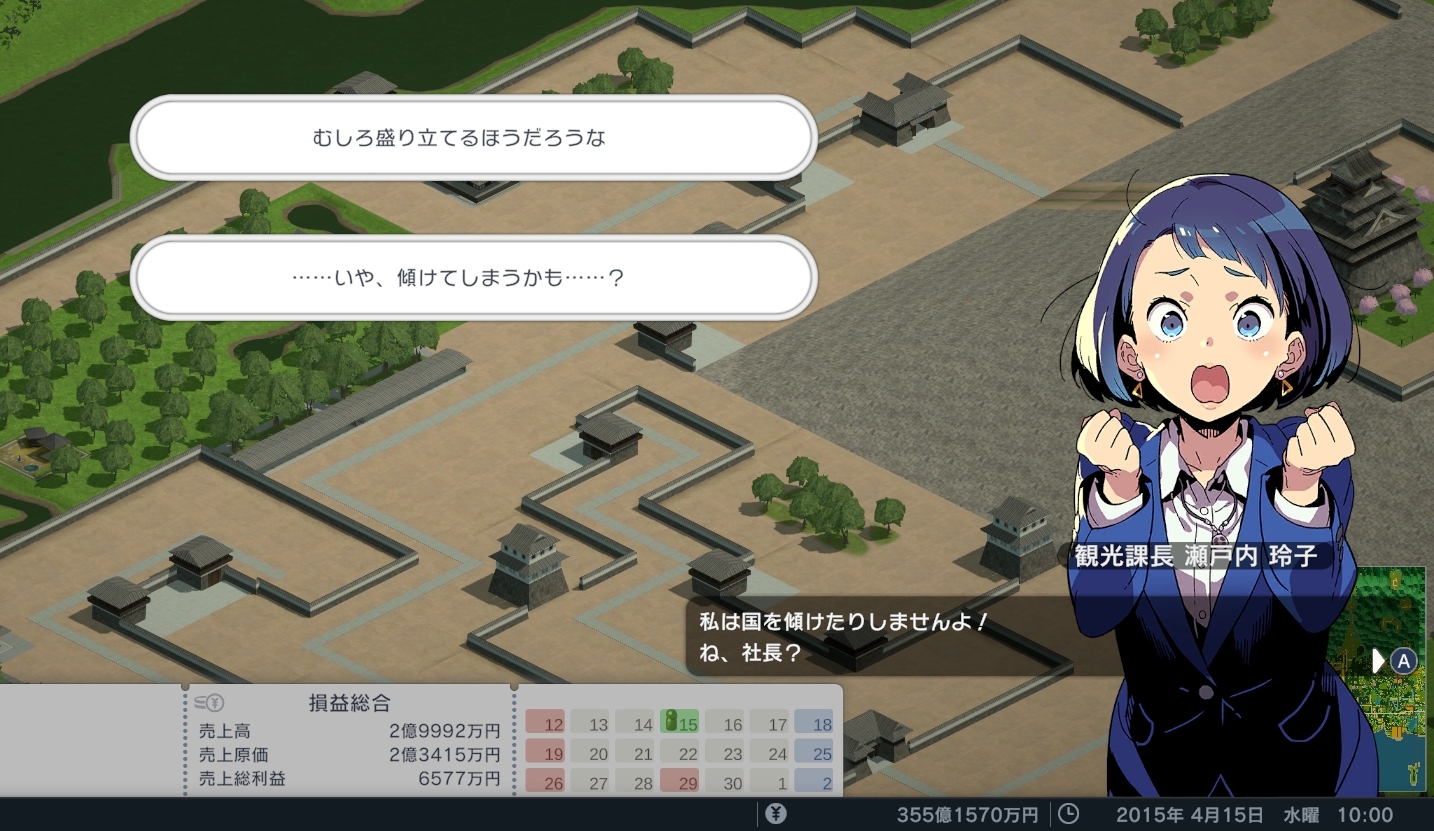 むしろ盛り立てるほうだろうな
……いや、傾けてしまうかも……？
観光課長 瀬戸内 玲子
私は国を傾けたりしませんよ！
ね、社長？
A
損益総合
売上高 2億9992万円
売上原価 2億3415万円
売上総利益 6577万円
12 13 14 15 16 17 18
19 20 21 22 23 24 25
26 27 28 29 30 1 2
¥ 355億1570万円 2015年 4月15日 水曜 10:00